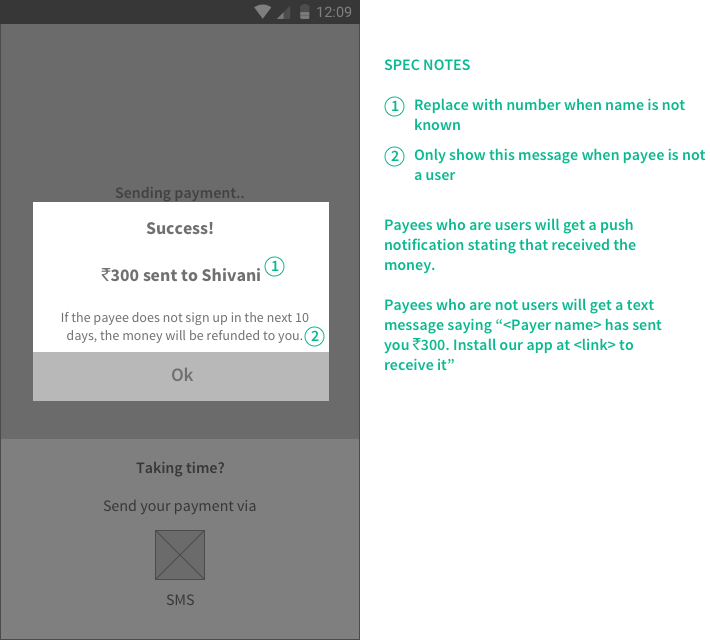 12:09
Sending payment..
Success!
₹300 sent to Shivani 1
If the payee does not sign up in the next 10
days, the money will be refunded to you. 2
Ok
Taking time?
Send your payment via
SMS
SPEC NOTES
1 Replace with number when name is not
known
2 Only show this message when payee is not
a user
Payees who are users will get a push
notification stating that received the
money.
Payees who are not users will get a text
message saying “<Payer name> has sent
you ₹300. Install our app at <link> to
receive it”